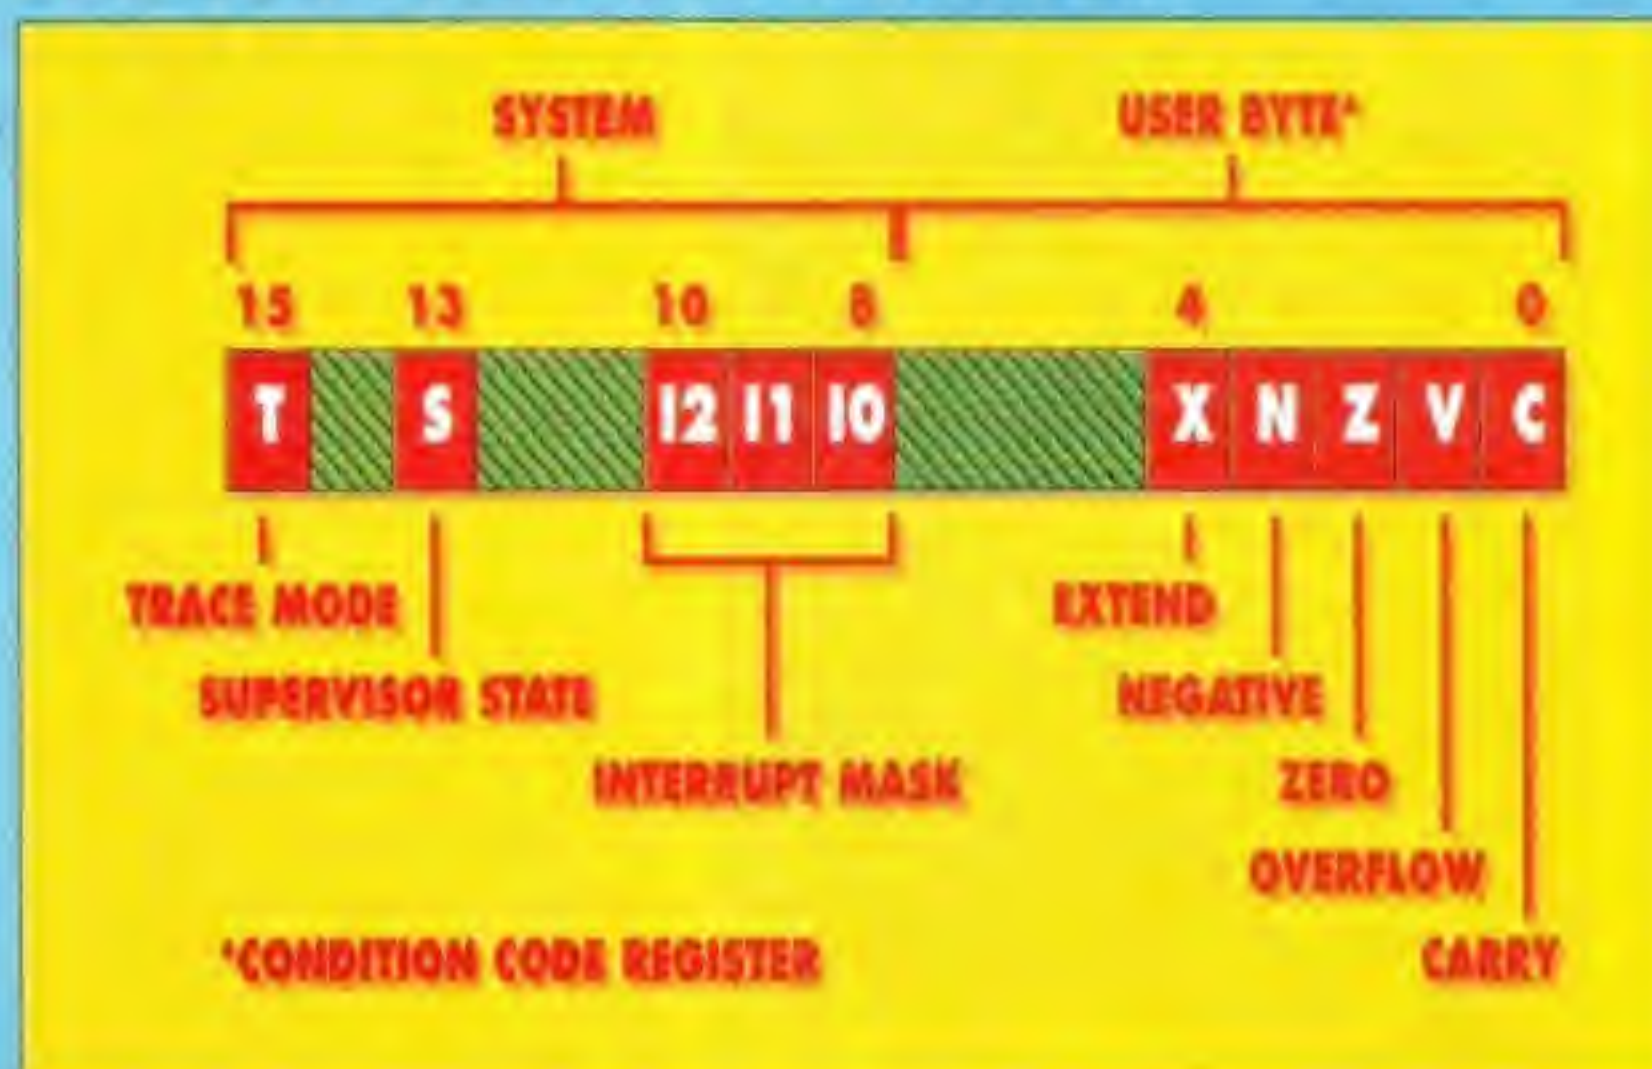 SYSTEM USER BYTE*
15 13 10 8 4 0
T S I2 I1 I0 X N Z V C
TRACE MODE EXTEND
SUPERVISOR STATE NEGATIVE
INTERRUPT MASK ZERO
OVERFLOW
*CONDITION CODE REGISTER CARRY